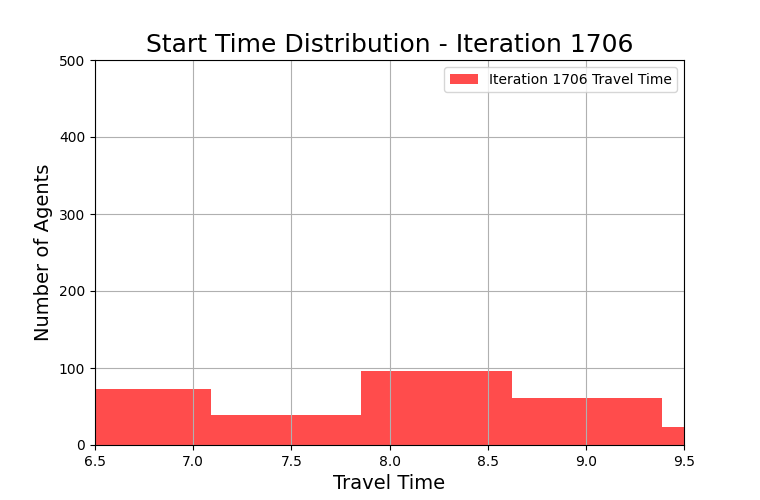 Start Time Distribution - Iteration 1706
Iteration 1706 Travel Time
Number of Agents
500
400
300
200
100
0
6.5 7.0 7.5 8.0 8.5 9.0 9.5
Travel Time